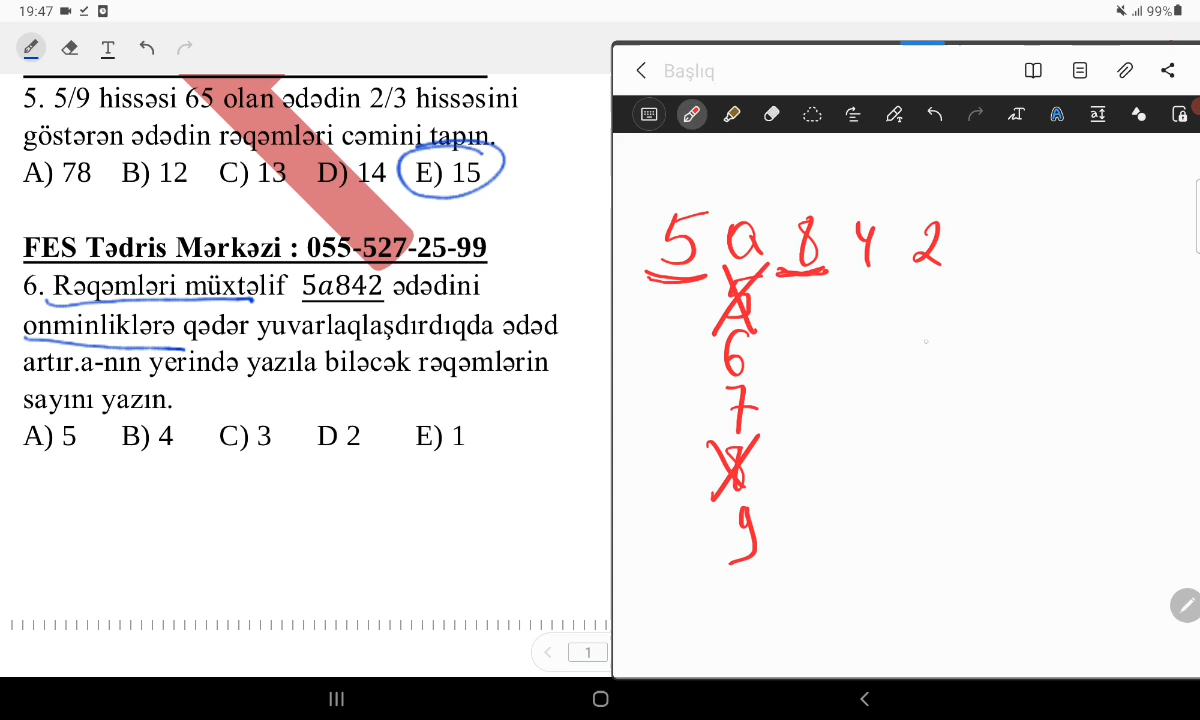 19:47
99%
5. 5/9 hissəsi 65 olan ədədin 2/3 hissəsini
göstərən ədədin rəqəmləri cəmini tapın.
A) 78 B) 12 C) 13 D) 14 E) 15
FES Tədris Mərkəzi : 055-527-25-99
6. Rəqəmləri müxtəlif 5a842 ədədini
onminliklərə qədər yuvarlaqlaşdırdıqda ədəd
artır.a-nın yerində yazıla biləcək rəqəmlərin
sayını yazın.
A) 5 B) 4 C) 3 D 2 E) 1
1
Başlıq
5 a 8 4 2
5
6
7
8
9